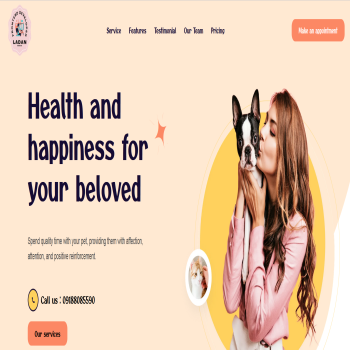 LADAN
Service Features Testimonial Our Team Pricing
Make an appointment
Health and
happiness for
your beloved
Spend quality time with your pet, providing them with affection,
attention, and positive reinforcement.
Call us : 09188085590
Our services